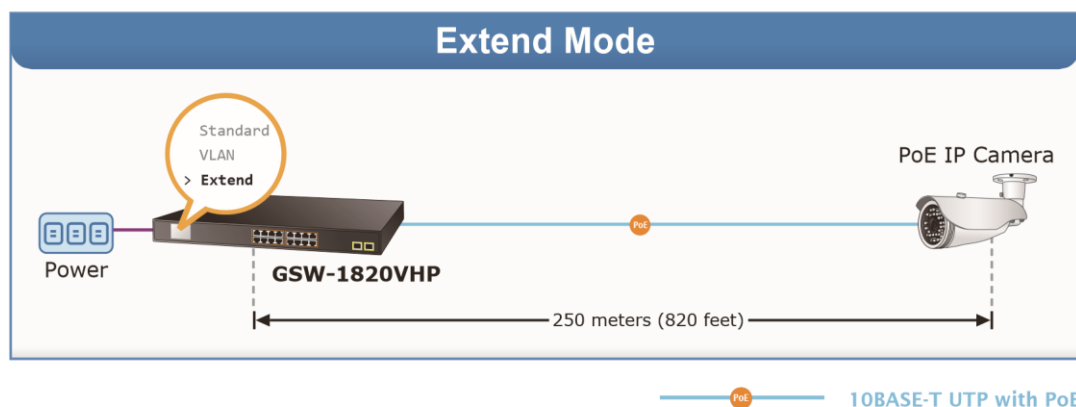 Extend Mode
Standard
VLAN
> Extend
PoE IP Camera
PoE
Power
GSW-1820VHP
250 meters (820 feet)
PoE
10BASE-T UTP with PoE